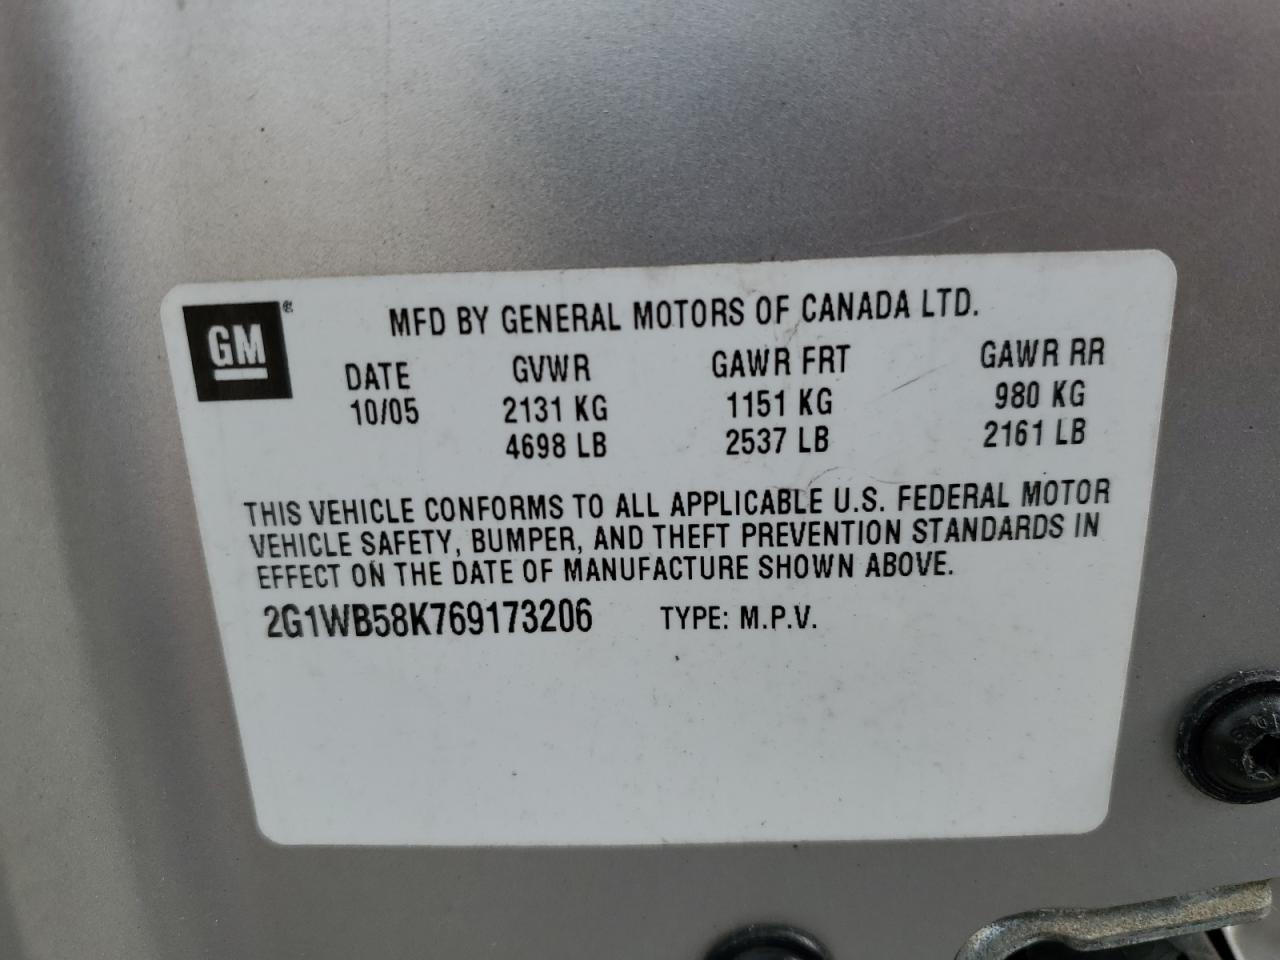 GM
MFD BY GENERAL MOTORS OF CANADA LTD.
DATE GVWR GAWR FRT GAWR RR
10/05 2131 KG 1151 KG 980 KG
4698 LB 2537 LB 2161 LB
THIS VEHICLE CONFORMS TO ALL APPLICABLE U.S. FEDERAL MOTOR
VEHICLE SAFETY, BUMPER, AND THEFT PREVENTION STANDARDS IN
EFFECT ON THE DATE OF MANUFACTURE SHOWN ABOVE.
2G1WB58K769173206 TYPE: M.P.V.